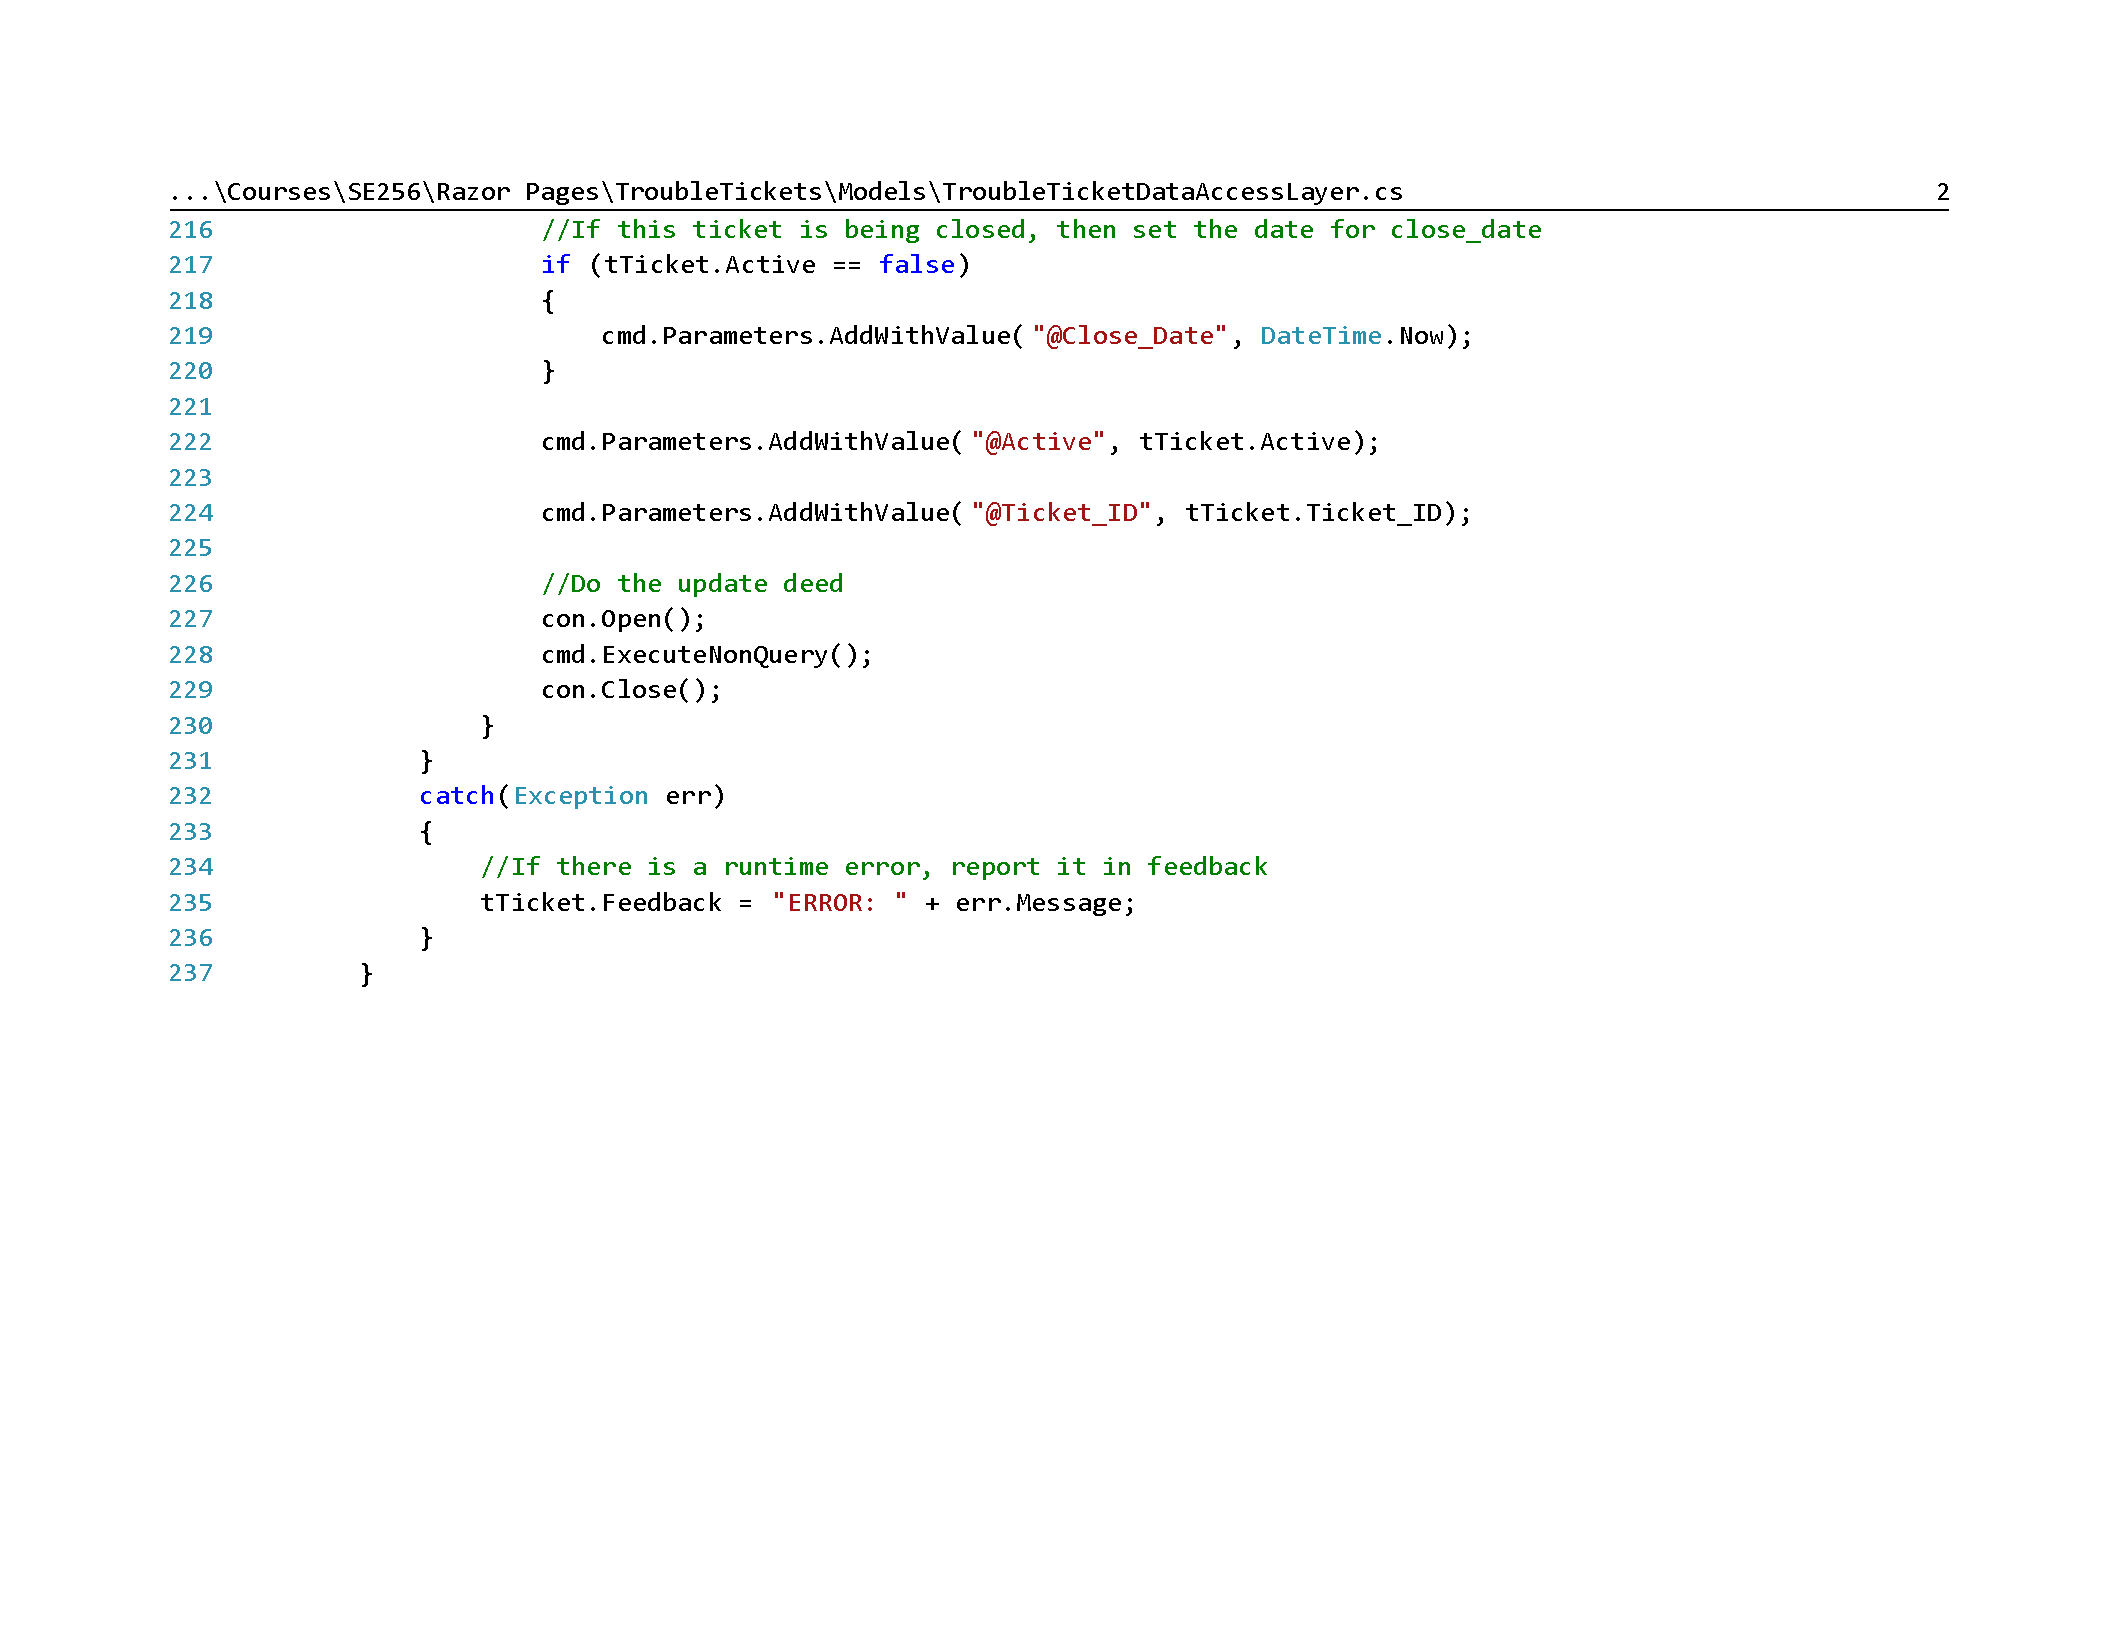 ...\Courses\SE256\Razor Pages\TroubleTickets\Models\TroubleTicketDataAccessLayer.cs 2
216 //If this ticket is being closed, then set the date for close_date
217 if (tTicket.Active == false)
218 {
219 cmd.Parameters.AddWithValue("@Close_Date", DateTime.Now);
220 }
221
222 cmd.Parameters.AddWithValue("@Active", tTicket.Active);
223
224 cmd.Parameters.AddWithValue("@Ticket_ID", tTicket.Ticket_ID);
225
226 //Do the update deed
227 con.Open();
228 cmd.ExecuteNonQuery();
229 con.Close();
230 }
231 }
232 catch(Exception err)
233 {
234 //If there is a runtime error, report it in feedback
235 tTicket.Feedback = "ERROR: " + err.Message;
236 }
237 }